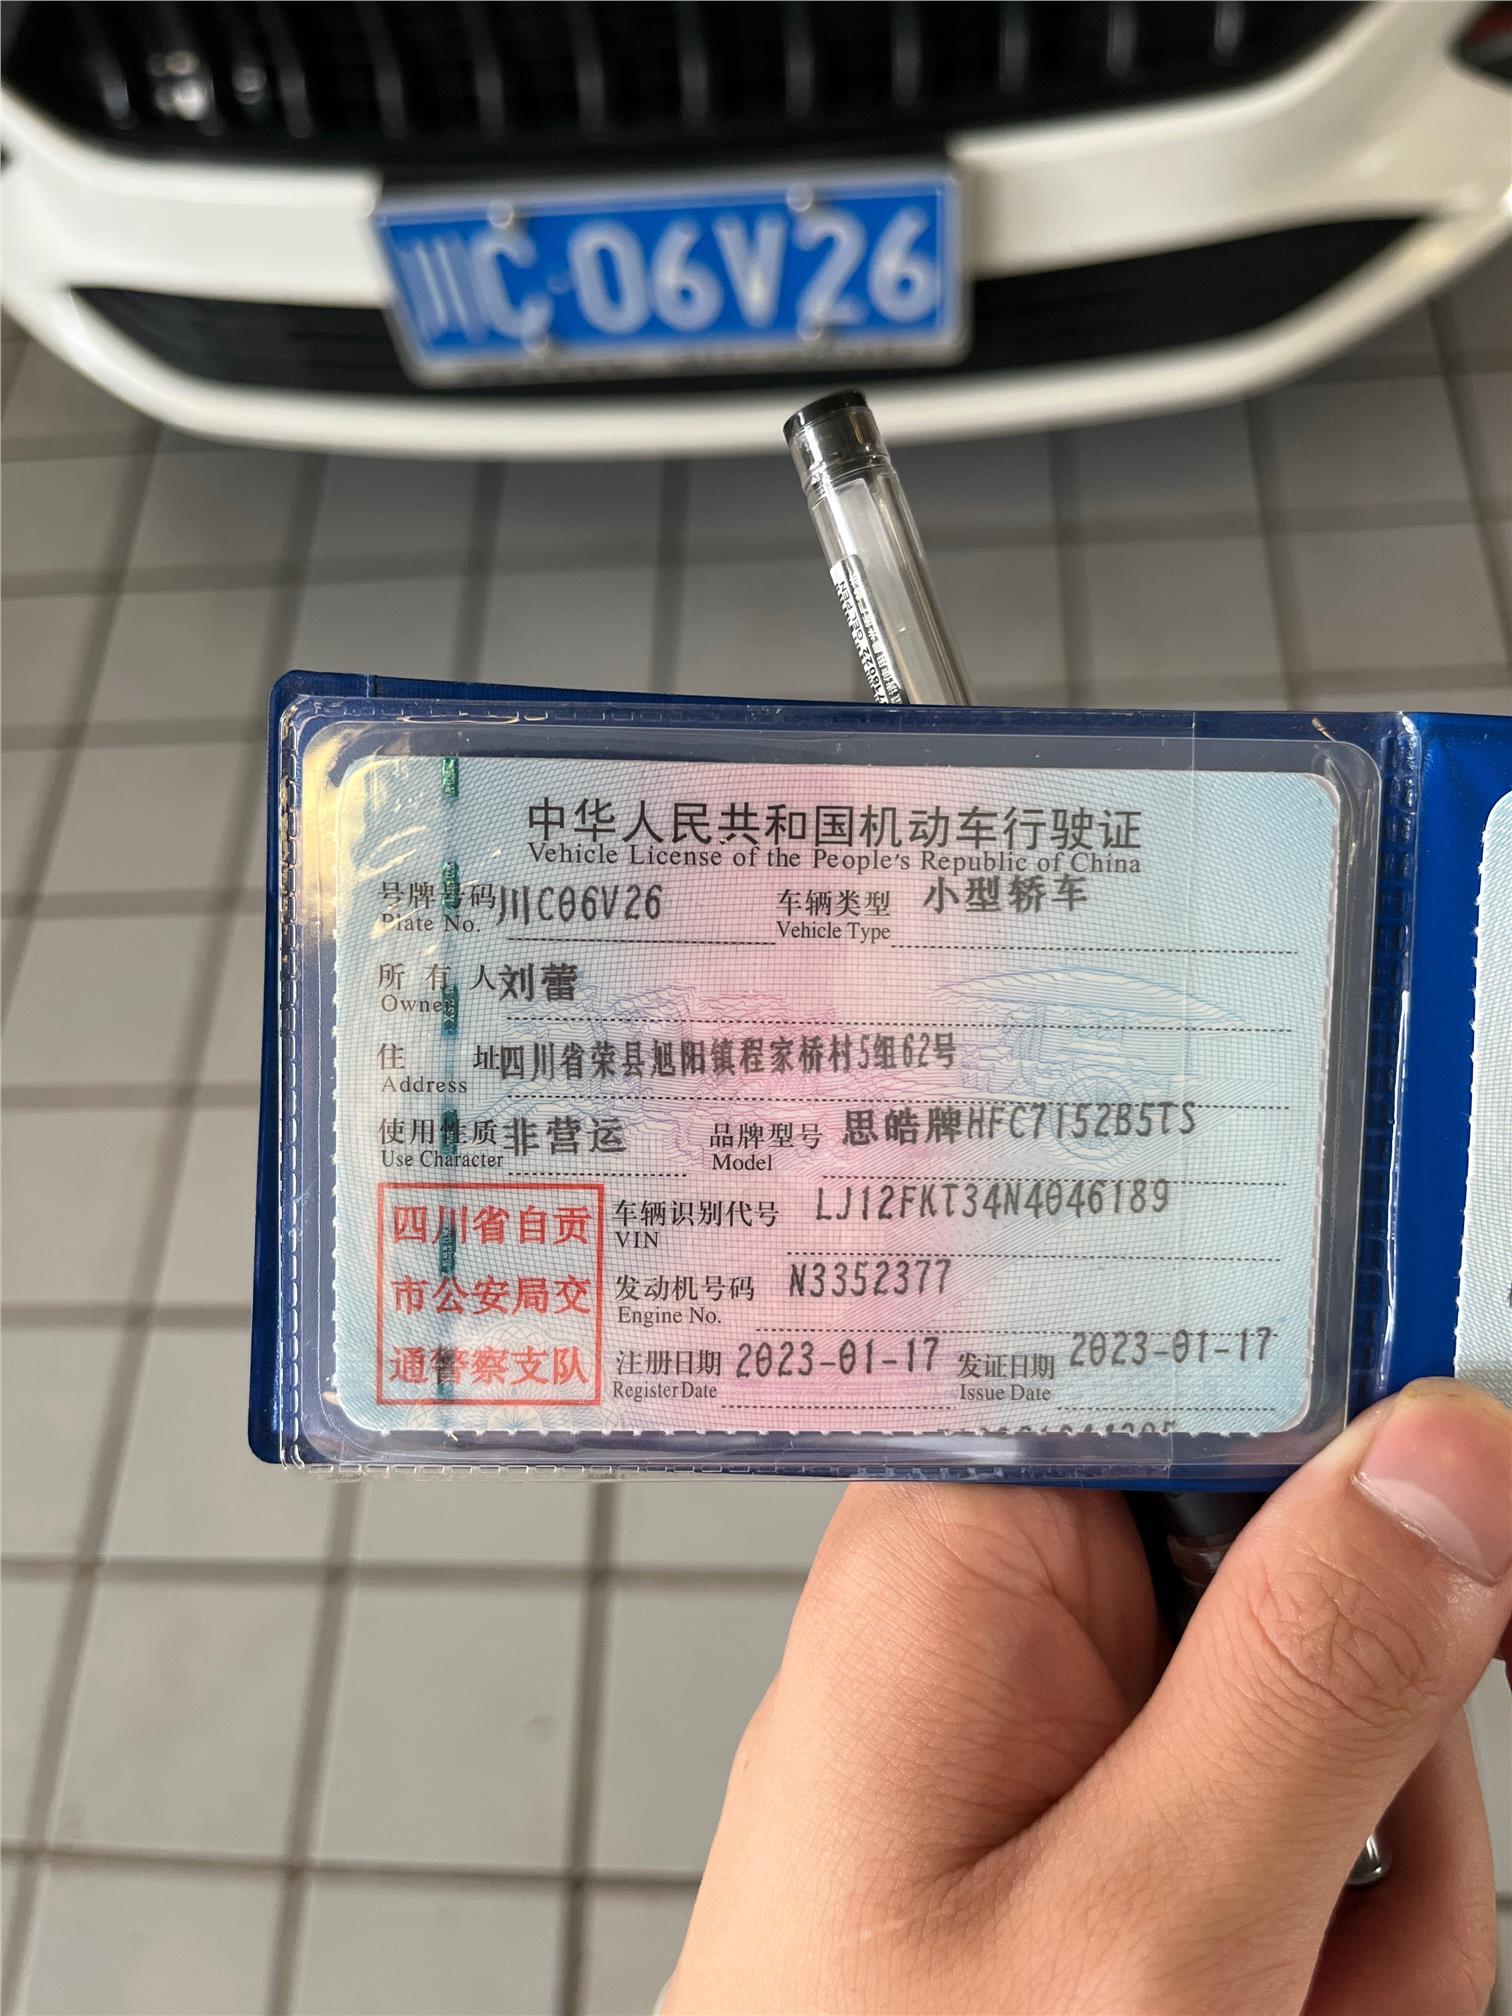 川C·06V26
中华人民共和国机动车行驶证
Vehicle License of the People's Republic of China
号牌号码 川C06V26 车辆类型 小型轿车
Plate No. Vehicle Type
所有人 刘蕾
Owner
住址 四川省荣县旭阳镇程家桥村5组62号
Address
使用性质 非营运 品牌型号 思皓牌HFC7152B5TS
Use Character Model
四川省自贡
市公安局交
通警察支队
车辆识别代号 LJ12FKT34N4046189
VIN
发动机号码 N3352377
Engine No.
注册日期 2023-01-17 发证日期 2023-01-17
Register Date Issue Date